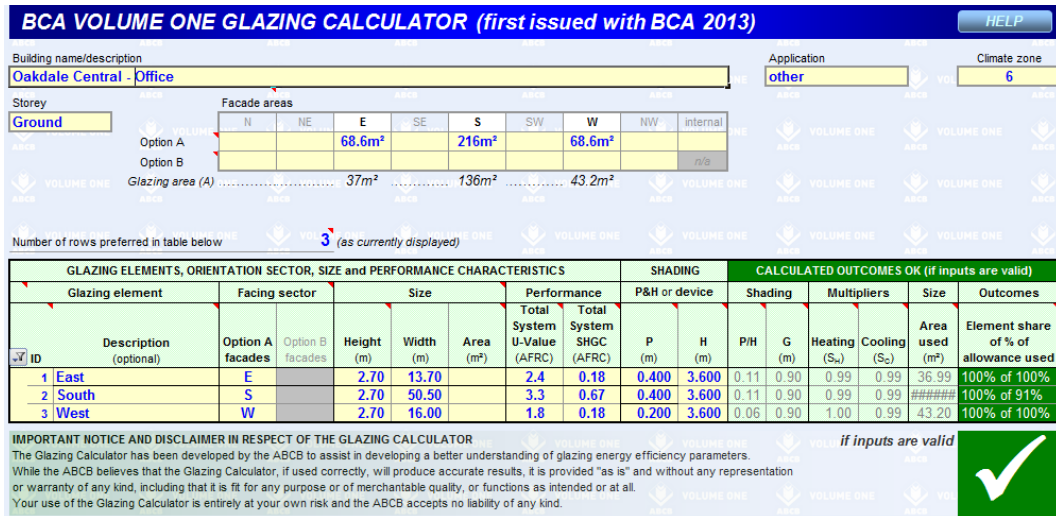 BCA VOLUME ONE GLAZING CALCULATOR (first issued with BCA 2013) HELP
Building name/description Application Climate zone
Oakdale Central - Office other 6
Storey Facade areas
Ground N NE E SE S SW W NW internal
Option A 68.6m² 216m² 68.6m²
Option B n/a
Glazing area (A) 37m² 136m² 43.2m²
Number of rows preferred in table below 3 (as currently displayed)
GLAZING ELEMENTS, ORIENTATION SECTOR, SIZE and PERFORMANCE CHARACTERISTICS SHADING CALCULATED OUTCOMES OK (if inputs are valid)
Glazing element Facing sector Size Performance P&H or device Shading Multipliers Size Outcomes
ID Description (optional) Option A facades Option B facades Height (m) Width (m) Area (m²) Total System U-Value (AFRC) Total System SHGC (AFRC) P (m) H (m) P/H G (m) Heating (SH) Cooling (SC) Area used (m²) Element share of % of allowance used
1 East E 2.70 13.70 2.4 0.18 0.400 3.600 0.11 0.90 0.99 0.99 36.99 100% of 100%
2 South S 2.70 50.50 3.3 0.67 0.400 3.600 0.11 0.90 0.99 0.99 ###### 100% of 91%
3 West W 2.70 16.00 1.8 0.18 0.200 3.600 0.06 0.90 1.00 0.99 43.20 100% of 100%
IMPORTANT NOTICE AND DISCLAIMER IN RESPECT OF THE GLAZING CALCULATOR if inputs are valid
The Glazing Calculator has been developed by the ABCB to assist in developing a better understanding of glazing energy efficiency parameters.
While the ABCB believes that the Glazing Calculator, if used correctly, will produce accurate results, it is provided "as is" and without any representation
or warranty of any kind, including that it is fit for any purpose or of merchantable quality, or functions as intended or at all.
Your use of the Glazing Calculator is entirely at your own risk and the ABCB accepts no liability of any kind.